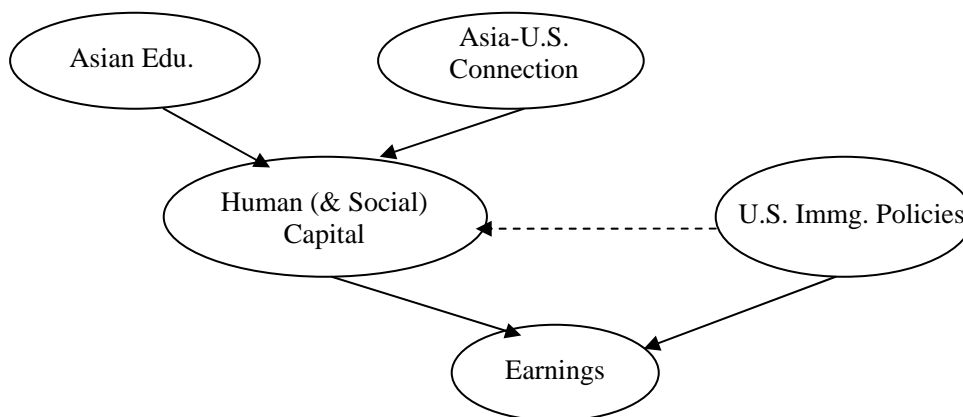 Asian Edu.
Asia-U.S.
Connection
Human (& Social)
Capital
U.S. Immg. Policies
Earnings